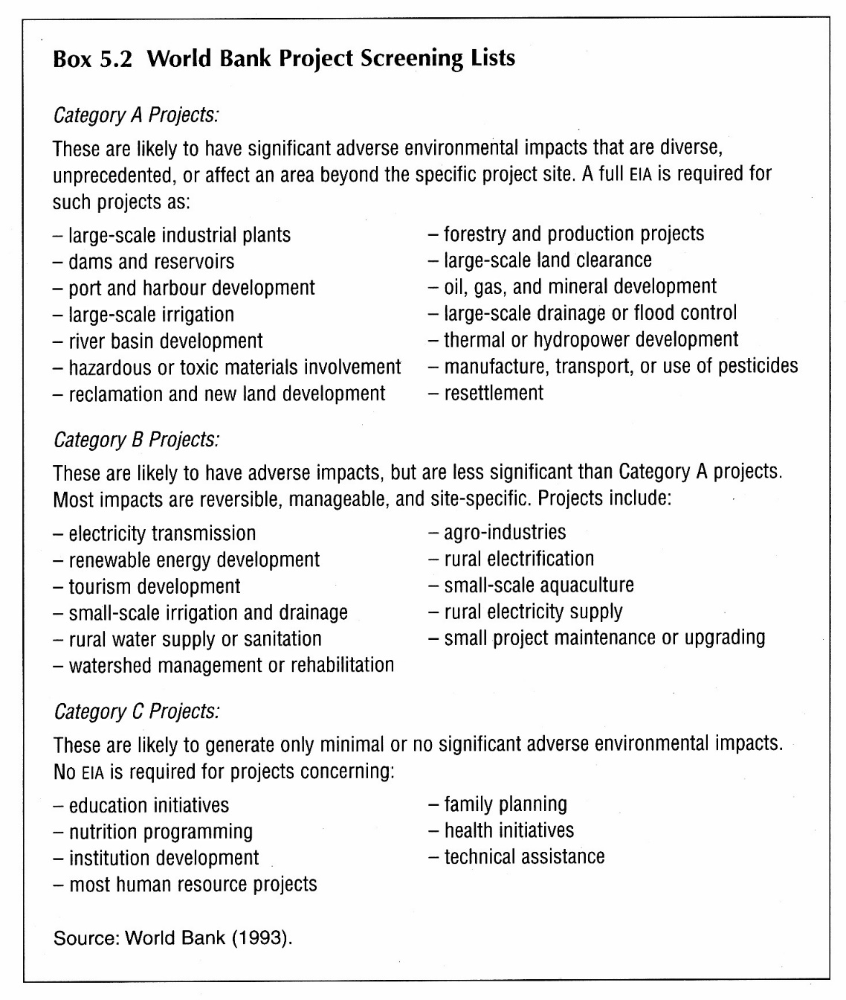 Box 5.2 World Bank Project Screening Lists
Category A Projects:
These are likely to have significant adverse environmental impacts that are diverse,
unprecedented, or affect an area beyond the specific project site. A full EIA is required for
such projects as:
– large-scale industrial plants
– dams and reservoirs
– port and harbour development
– large-scale irrigation
– river basin development
– hazardous or toxic materials involvement
– reclamation and new land development
– forestry and production projects
– large-scale land clearance
– oil, gas, and mineral development
– large-scale drainage or flood control
– thermal or hydropower development
– manufacture, transport, or use of pesticides
– resettlement
Category B Projects:
These are likely to have adverse impacts, but are less significant than Category A projects.
Most impacts are reversible, manageable, and site-specific. Projects include:
– electricity transmission
– renewable energy development
– tourism development
– small-scale irrigation and drainage
– rural water supply or sanitation
– watershed management or rehabilitation
– agro-industries
– rural electrification
– small-scale aquaculture
– rural electricity supply
– small project maintenance or upgrading
Category C Projects:
These are likely to generate only minimal or no significant adverse environmental impacts.
No EIA is required for projects concerning:
– education initiatives
– nutrition programming
– institution development
– most human resource projects
– family planning
– health initiatives
– technical assistance
Source: World Bank (1993).